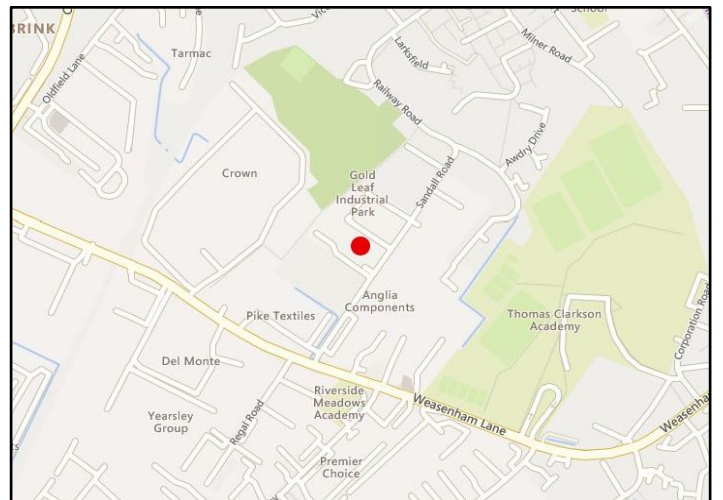 BRINK
Oldfield Lane
Tarmac
Larksfield
School
Milner Road
Railway Road
Awdry Drive
Crown
Gold
Leaf
Industrial
Park
Sandall Road
Anglia
Components
Pike Textiles
Thomas Clarkson
Academy
Corporation Road
Del Monte
Riverside
Meadows
Academy
Weasenham Lane
Weasenham
Yearsley
Group
Regal Road
Premier
Choice